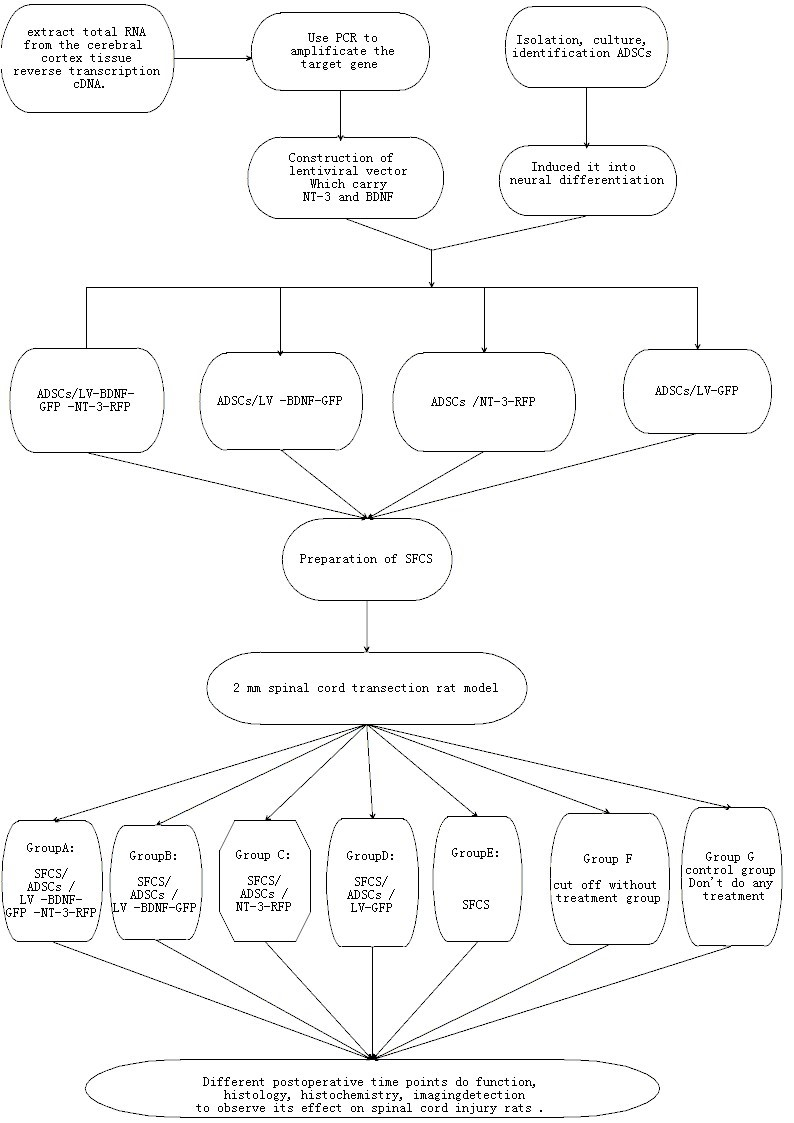 extract total RNA
from the cerebral
cortex tissue
reverse transcription
cDNA.
Use PCR to
amplificate the
target gene
Isolation, culture,
identification ADSCs
Construction of
lentiviral vector
Which carry
NT-3 and BDNF
Induced it into
neural differentiation
ADSCs/LV-BDNF-
GFP -NT-3-RFP
ADSCs/LV -BDNF-GFP
ADSCs /NT-3-RFP
ADSCs/LV-GFP
Preparation of SFCS
2 mm spinal cord transection rat model
GroupA:
SFCS/
ADSCs /
LV -BDNF-
GFP -NT-3-RFP
GroupB:
SFCS/
ADSCs /
LV -BDNF-GFP
Group C:
SFCS/
ADSCs /
NT-3-RFP
GroupD:
SFCS/
ADSCs /
LV-GFP
GroupE:
SFCS
Group F
cut off without
treatment group
Group G
control group
Don't do any
treatment
Different postoperative time points do function,
histology, histochemistry, imagingdetection
to observe its effect on spinal cord injury rats .